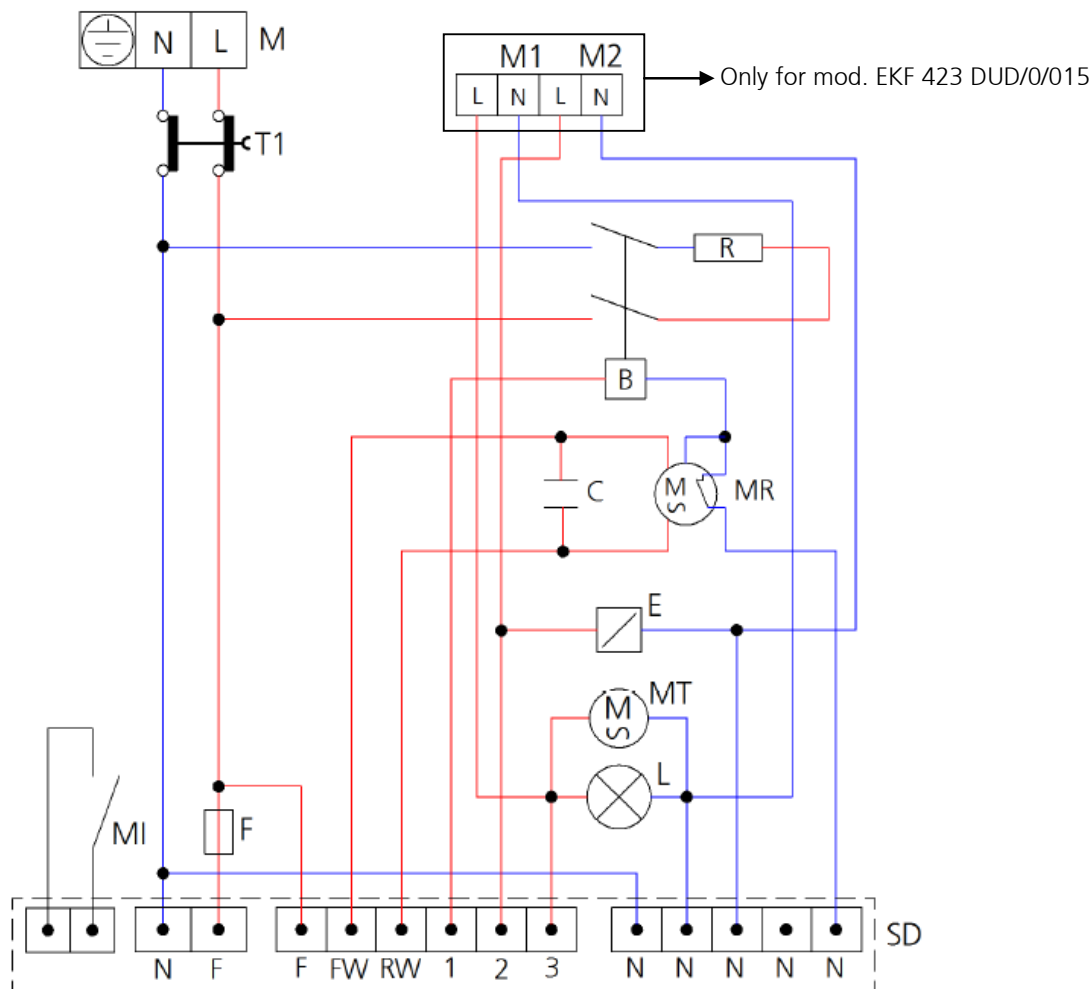 N L M
M1 M2
L N L N
Only for mod. EKF 423 DUD/0/015
T1
R
B
C
M
S
MR
E
M
S
MT
L
MI
F
SD
N F F FW RW 1 2 3 N N N N N